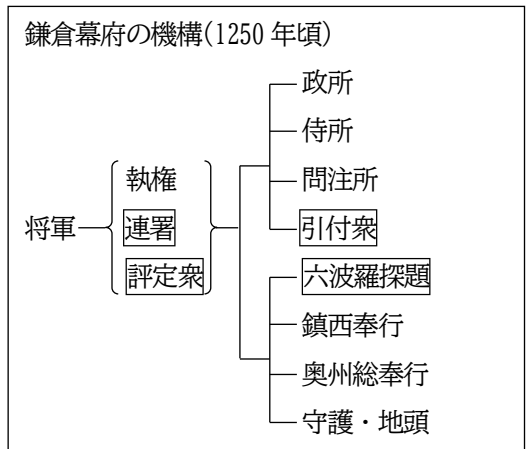 鎌倉幕府の機構(1250年頃)
将軍
執権
連署
評定衆
政所
侍所
問注所
引付衆
六波羅探題
鎮西奉行
奥州総奉行
守護・地頭